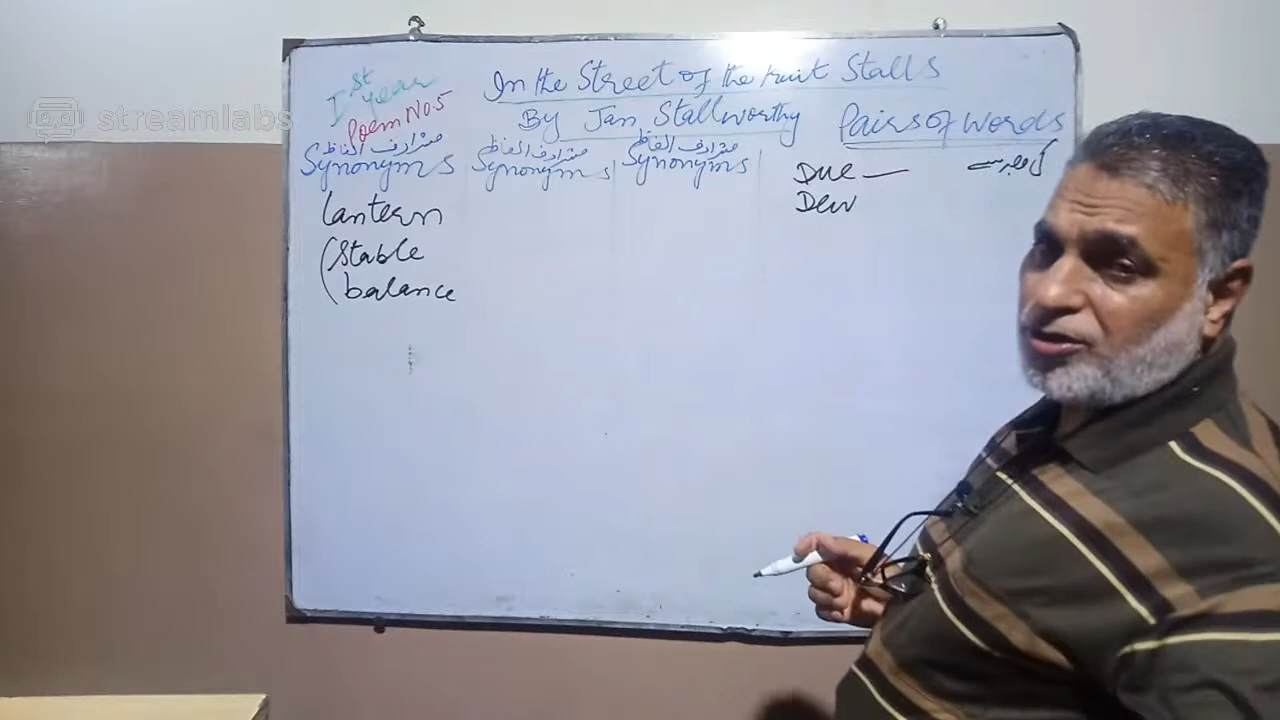 streamlabs
Ist year
Poem No 5
In the Street of the Fruit Stalls
By Jan Stallworthy
Pairs of words
مترادف الفاظ مترادف الفاظ مترادف الفاظ
Synonyms Synonyms Synonyms
Due —
Dew
Lantern
(Stable
balance